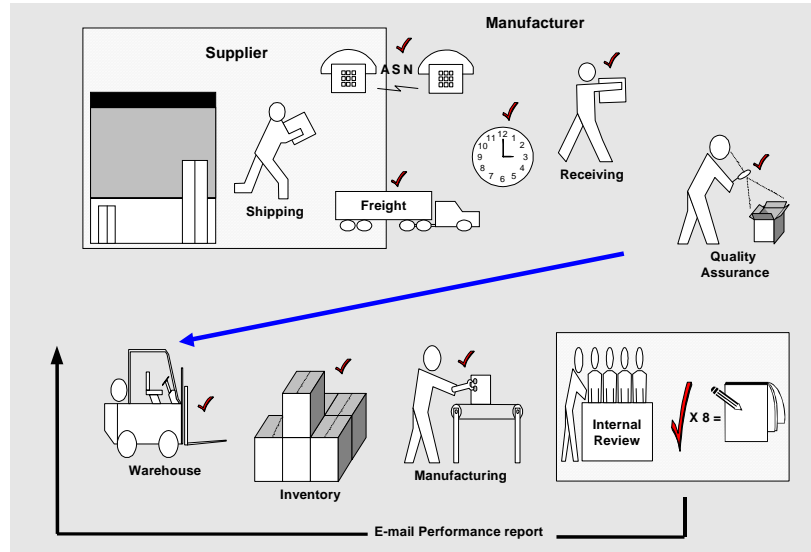 Manufacturer
Supplier
A S N
12
11
1
10
2
9
3
8
4
7
5
6
Receiving
Shipping
Freight
Quality
Assurance
Warehouse
Inventory
Manufacturing
Internal
Review
X 8 =
E-mail Performance report